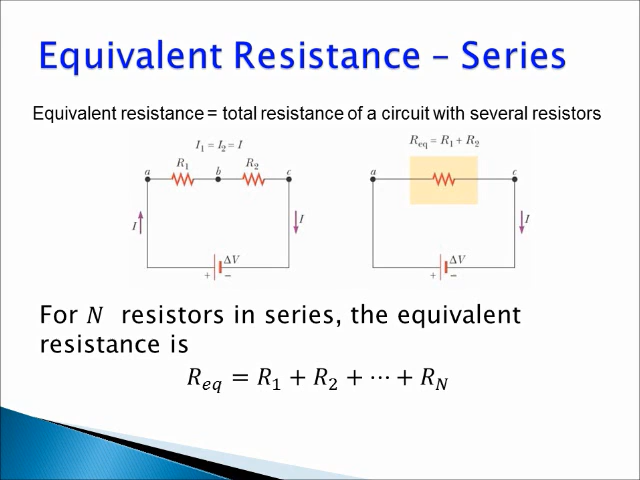 Equivalent Resistance – Series
Equivalent resistance = total resistance of a circuit with several resistors
I₁ = I₂ = I
R₁ R₂
a b c
I I
ΔV
+ −
R_eq = R₁ + R₂
a c
I
ΔV
+ −
For N resistors in series, the equivalent
resistance is
R_eq = R₁ + R₂ + ⋯ + R_N